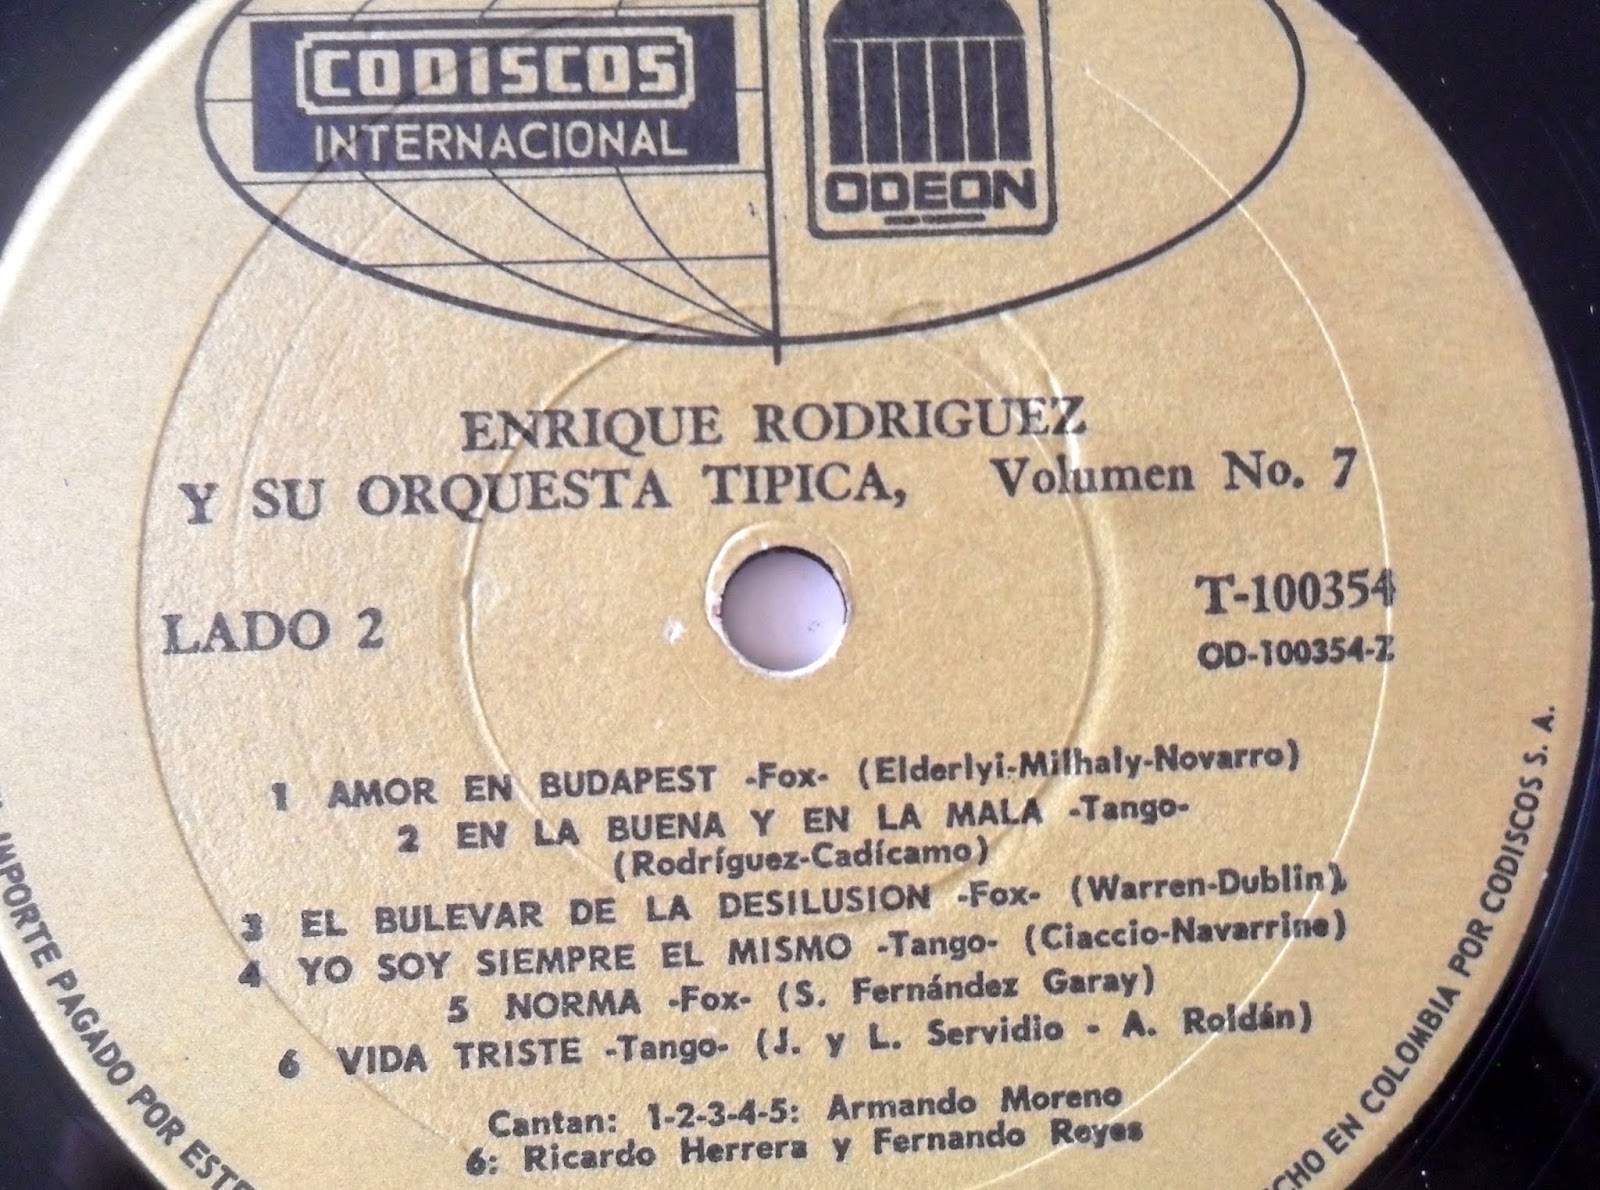 CODISCOS
INTERNACIONAL
ODEON
ENRIQUE RODRIGUEZ
Y SU ORQUESTA TIPICA, Volumen No. 7
LADO 2
T-100354
OD-100354-Z
1 AMOR EN BUDAPEST -Fox- (Elderlyi-Milhaly-Novarro)
2 EN LA BUENA Y EN LA MALA -Tango-
(Rodríguez-Cadícamo)
3 EL BULEVAR DE LA DESILUSION -Fox- (Warren-Dublin)
4 YO SOY SIEMPRE EL MISMO -Tango- (Ciaccio-Navarrine)
5 NORMA -Fox- (S. Fernández Garay)
6 VIDA TRISTE -Tango- (J. y L. Servidio - A. Roldán)
Cantan: 1-2-3-4-5: Armando Moreno
6: Ricardo Herrera y Fernando Reyes
IMPORTE PAGADO POR ESTE
CHO EN COLOMBIA POR CODISCOS S. A.